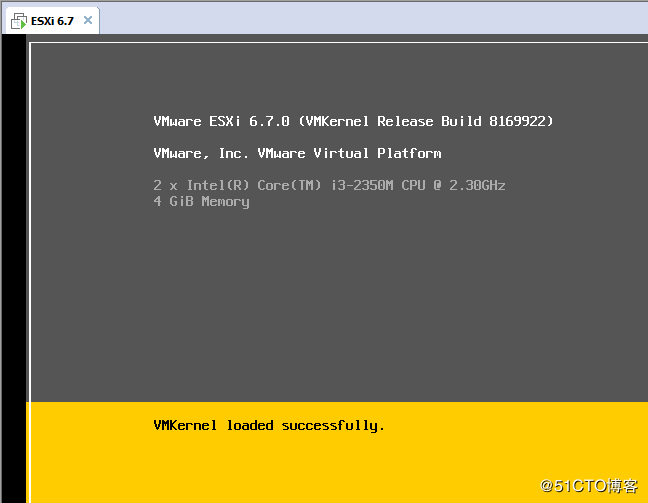 ESXi 6.7
VMware ESXi 6.7.0 (VMKernel Release Build 8169922)
VMware, Inc. VMware Virtual Platform
2 x Intel(R) Core(TM) i3-2350M CPU @ 2.30GHz
4 GiB Memory
VMKernel loaded successfully.
@51CTO博客